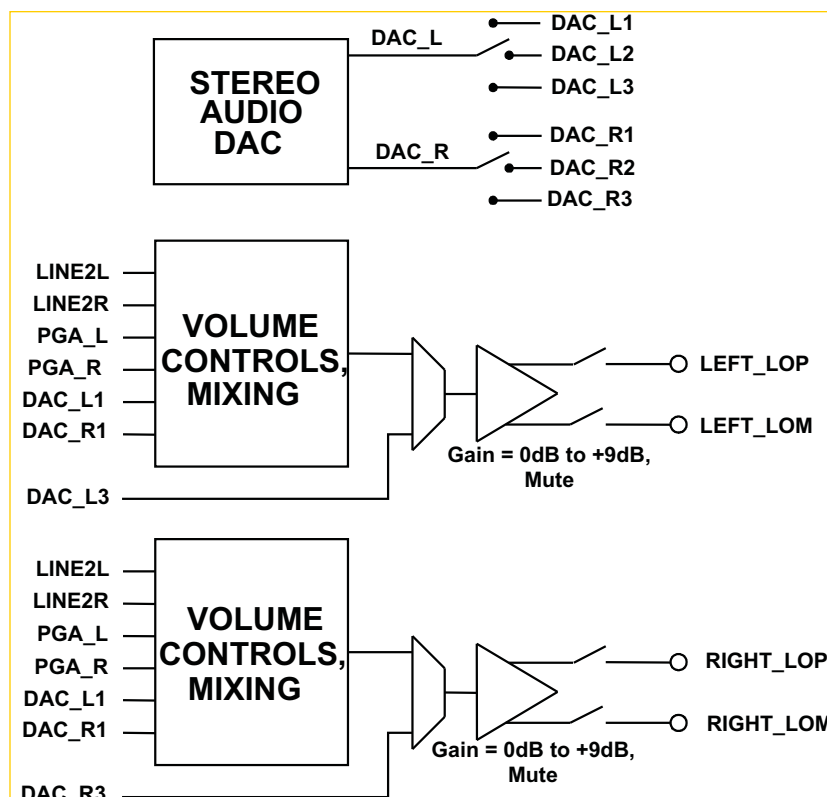 DAC_L1
DAC_L
DAC_L2
STEREO
AUDIO
DAC
DAC_L3
DAC_R1
DAC_R
DAC_R2
DAC_R3
LINE2L
LINE2R
PGA_L
PGA_R
DAC_L1
DAC_R1
VOLUME
CONTROLS,
MIXING
LEFT_LOP
LEFT_LOM
Gain = 0dB to +9dB,
Mute
DAC_L3
LINE2L
LINE2R
PGA_L
PGA_R
DAC_L1
DAC_R1
VOLUME
CONTROLS,
MIXING
RIGHT_LOP
RIGHT_LOM
Gain = 0dB to +9dB,
Mute
DAC_R3